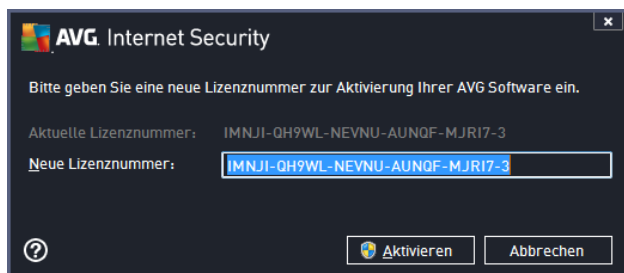 AVG. Internet Security
Bitte geben Sie eine neue Lizenznummer zur Aktivierung Ihrer AVG Software ein.
Aktuelle Lizenznummer: IMNJI-QH9WL-NEVNU-AUNQF-MJRI7-3
Neue Lizenznummer: IMNJI-QH9WL-NEVNU-AUNQF-MJRI7-3
Aktivieren Abbrechen